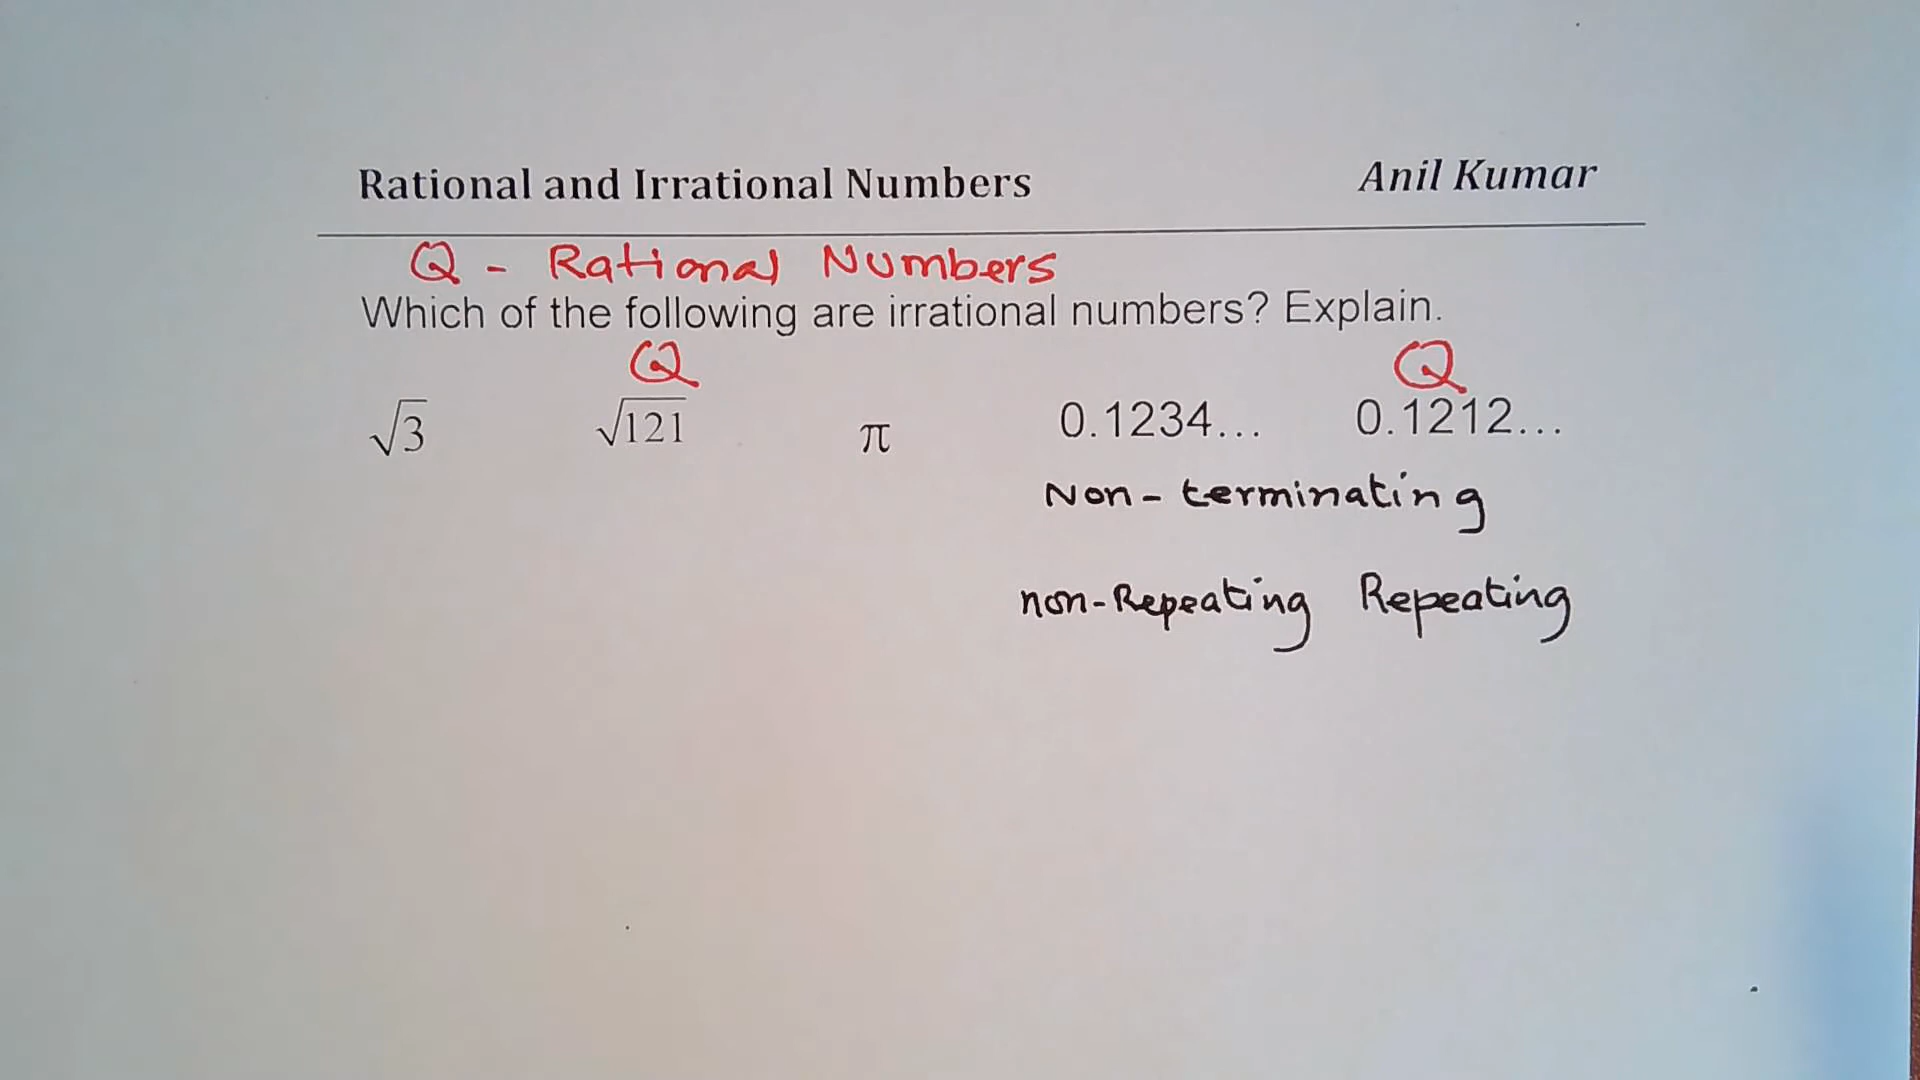 Rational and Irrational Numbers Anil Kumar
Q - Rational Numbers
Which of the following are irrational numbers? Explain.
Q Q
√3 √121 π 0.1234... 0.1212...
Non-terminating
non-Repeating Repeating